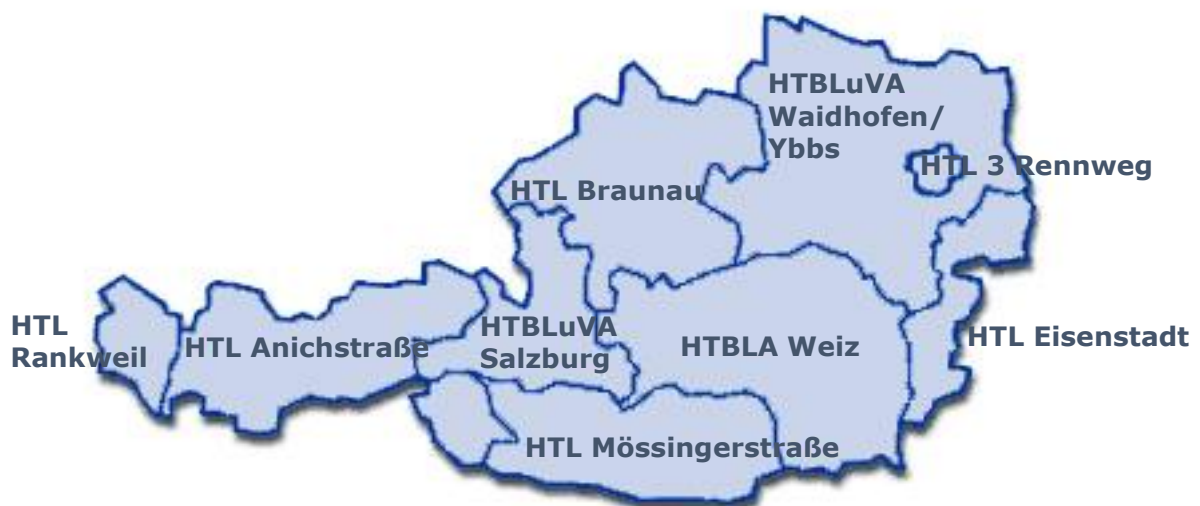 HTBLuVA
Waidhofen/
Ybbs
HTL 3 Rennweg
HTL Braunau
HTL
Rankweil
HTL Anichstraße
HTBLuVA
Salzburg
HTBLA Weiz
HTL Eisenstadt
HTL Mössingerstraße